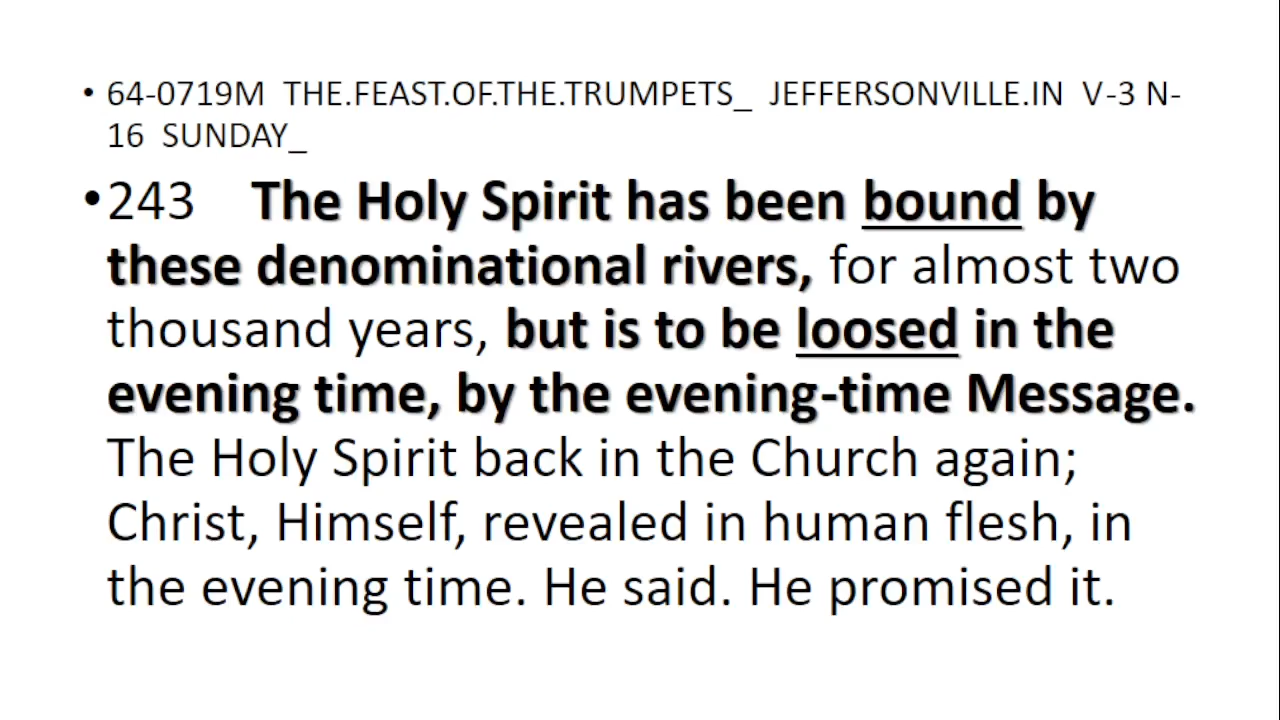 • 64-0719M THE.FEAST.OF.THE.TRUMPETS_ JEFFERSONVILLE.IN V-3 N-
16 SUNDAY_
•243 The Holy Spirit has been bound by
these denominational rivers, for almost two
thousand years, but is to be loosed in the
evening time, by the evening-time Message.
The Holy Spirit back in the Church again;
Christ, Himself, revealed in human flesh, in
the evening time. He said. He promised it.